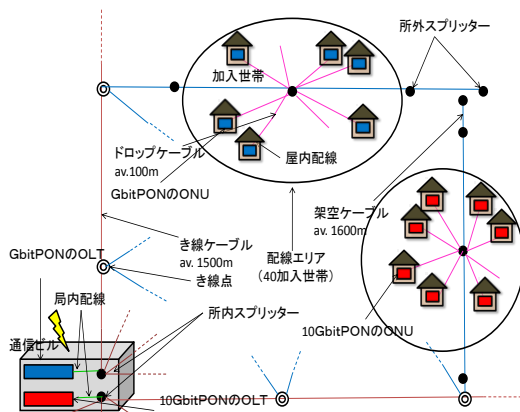 所外スプリッター
加入世帯
ドロップケーブル
av.100m
屋内配線
GbitPONのONU
架空ケーブル
av. 1600m
き線ケーブル
av. 1500m
配線エリア
（40加入世帯）
GbitPONのOLT
き線点
局内配線
所内スプリッター
通信ビル
10GbitPONのONU
10GbitPONのOLT